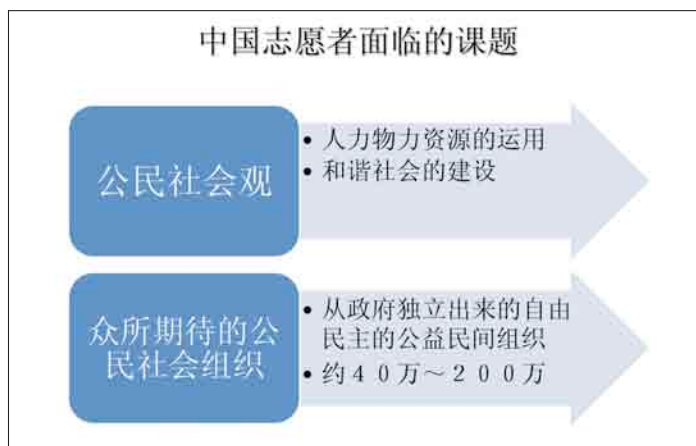 中国志愿者面临的课题
公民社会观
• 人力物力资源的运用
• 和谐社会的建设
众所期待的公
民社会组织
• 从政府独立出来的自由
民主的公益民间组织
• 约４０万～２００万